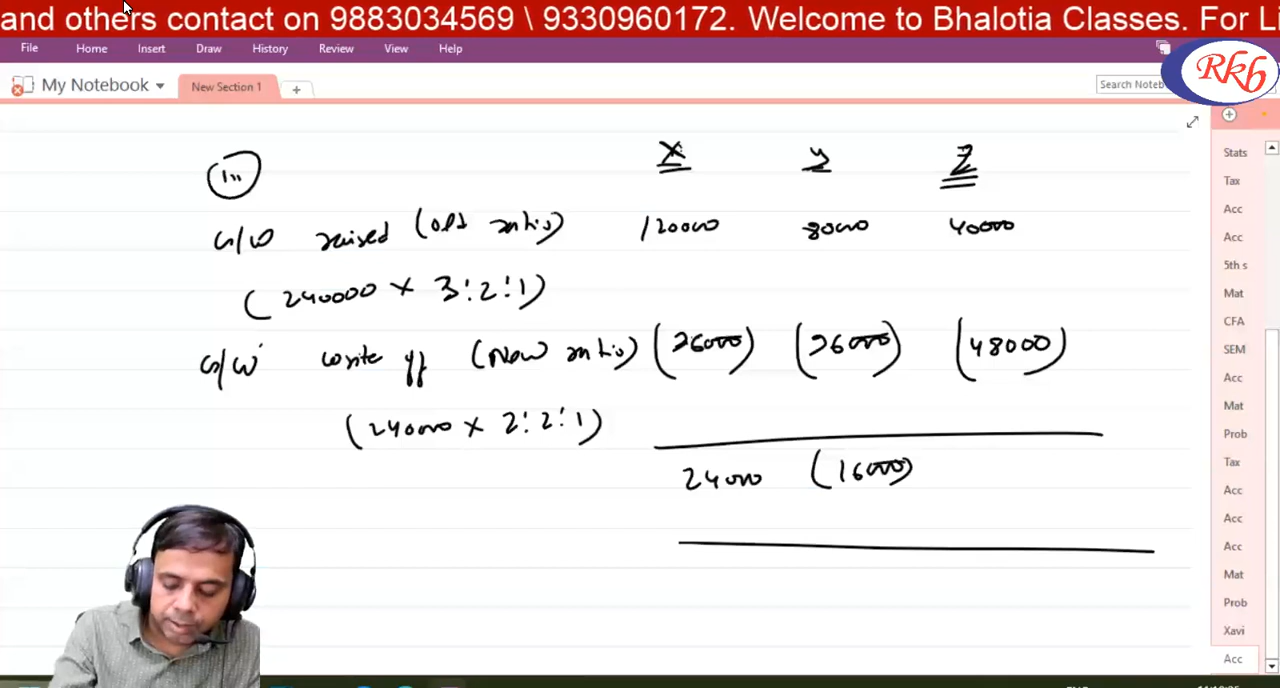 and others contact on 9883034569 \ 9330960172. Welcome to Bhalotia Classes. For Li
File Home Insert Draw History Review View Help
Rkb
My Notebook New Section 1 + Search Noteb
Stats
Tax
Acc
Acc
5th s
Mat
CFA
SEM
Acc
Mat
Prob
Tax
Acc
Acc
Acc
Mat
Prob
Xavi
Acc
X Y Z
G/W raised (old ratio) 120000 80000 40000
(240000 x 3:2:1)
G/W write off (New ratio) (96000) (96000) (48000)
(240000 x 2:2:1)
24000 (16000)